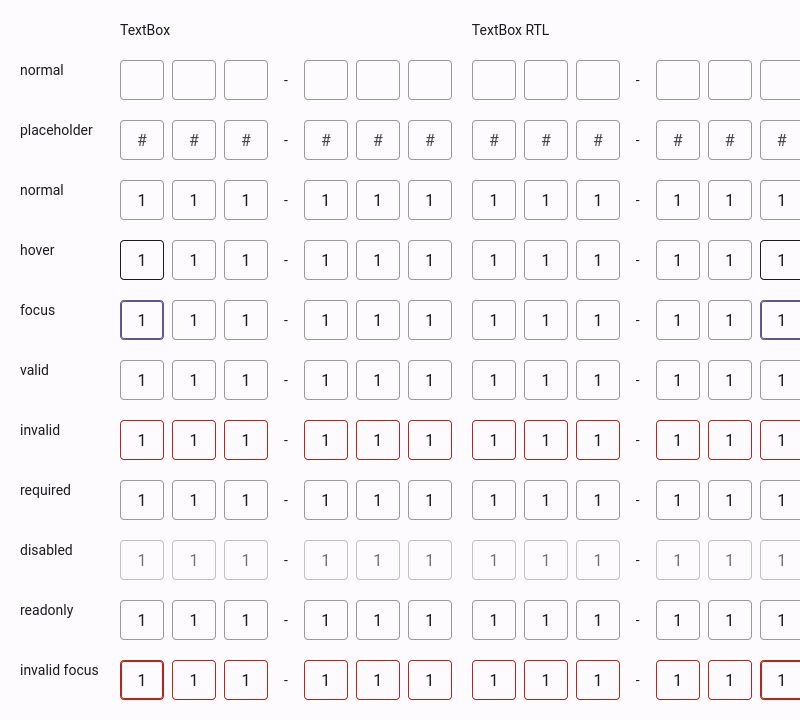 TextBox TextBox RTL
normal - -
placeholder # # # - # # # # # # - # # #
normal 1 1 1 - 1 1 1 1 1 1 - 1 1 1
hover 1 1 1 - 1 1 1 1 1 1 - 1 1 1
focus 1 1 1 - 1 1 1 1 1 1 - 1 1 1
valid 1 1 1 - 1 1 1 1 1 1 - 1 1 1
invalid 1 1 1 - 1 1 1 1 1 1 - 1 1 1
required 1 1 1 - 1 1 1 1 1 1 - 1 1 1
disabled 1 1 1 - 1 1 1 1 1 1 - 1 1 1
readonly 1 1 1 - 1 1 1 1 1 1 - 1 1 1
invalid focus 1 1 1 - 1 1 1 1 1 1 - 1 1 1